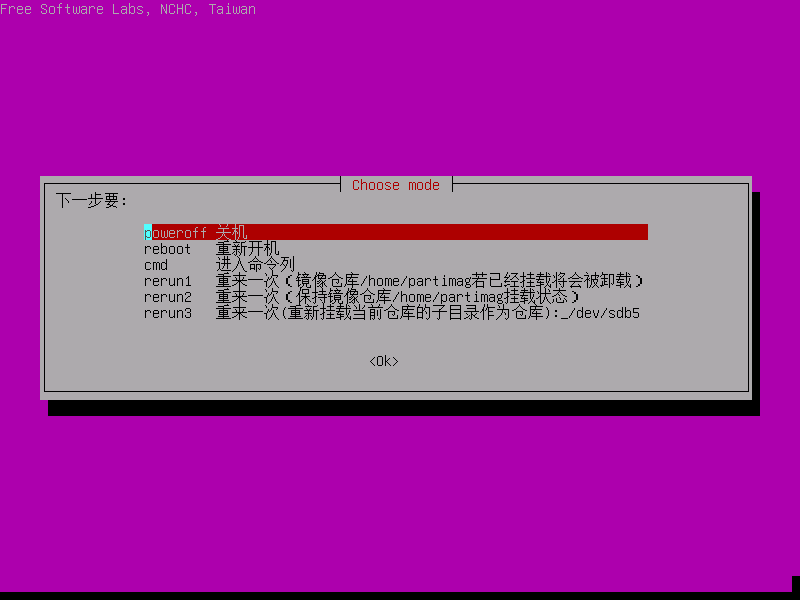 Free Software Labs, NCHC, Taiwan
Choose mode
下一步要:
poweroff 关机
reboot 重新开机
cmd 进入命令列
rerun1 重来一次(镜像仓库/home/partimag若已经挂载将会被卸载)
rerun2 重来一次(保持镜像仓库/home/partimag挂载状态)
rerun3 重来一次(重新挂载当前仓库的子目录作为仓库):_/dev/sdb5
<Ok>